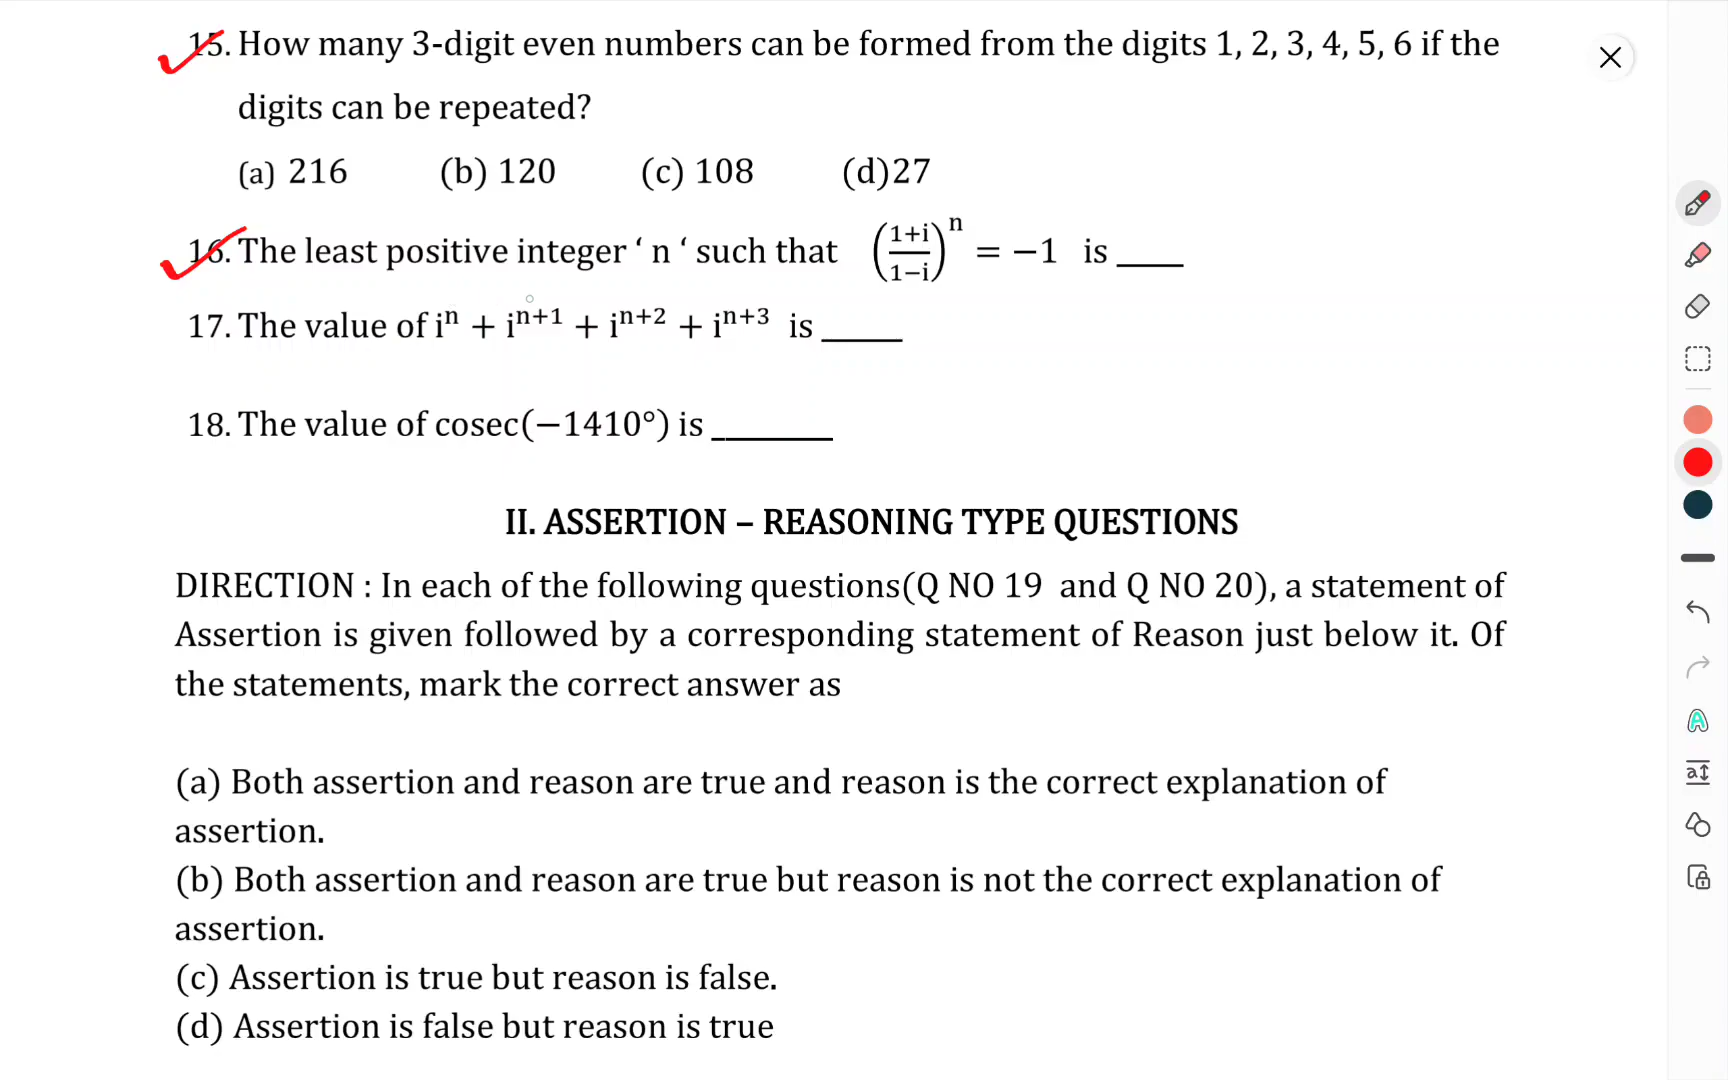 15. How many 3-digit even numbers can be formed from the digits 1, 2, 3, 4, 5, 6 if the
digits can be repeated?
(a) 216 (b) 120 (c) 108 (d)27
16. The least positive integer ‘ n ‘ such that ((1+i)/(1−i))ⁿ = −1 is ____
17. The value of iⁿ + iⁿ⁺¹ + iⁿ⁺² + iⁿ⁺³ is _____
18. The value of cosec(−1410°) is ________
II. ASSERTION – REASONING TYPE QUESTIONS
DIRECTION : In each of the following questions(Q NO 19 and Q NO 20), a statement of
Assertion is given followed by a corresponding statement of Reason just below it. Of
the statements, mark the correct answer as
(a) Both assertion and reason are true and reason is the correct explanation of
assertion.
(b) Both assertion and reason are true but reason is not the correct explanation of
assertion.
(c) Assertion is true but reason is false.
(d) Assertion is false but reason is true